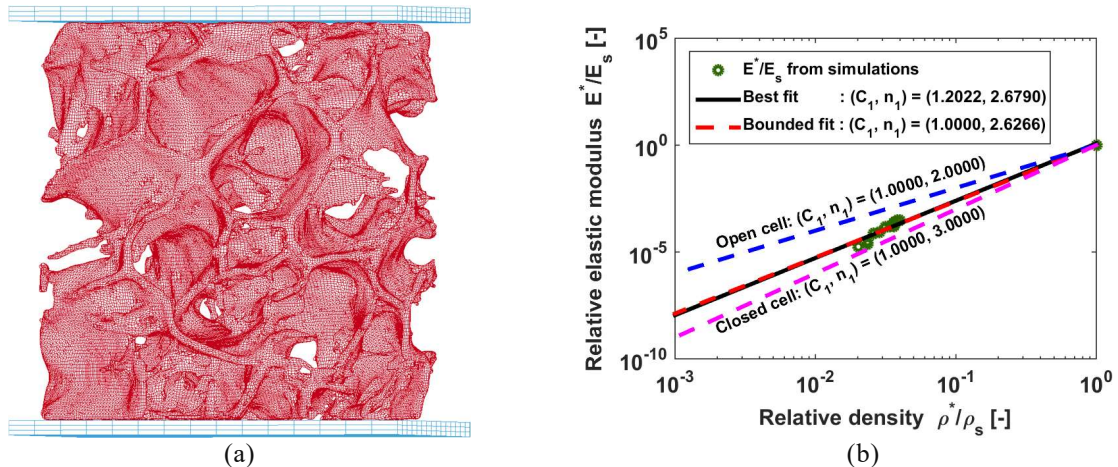 10^5
10^0
10^-5
10^-10
Relative elastic modulus E^*/E_s [-]
E^*/E_s from simulations
Best fit : (C_1, n_1) = (1.2022, 2.6790)
Bounded fit : (C_1, n_1) = (1.0000, 2.6266)
Open cell: (C_1, n_1) = (1.0000, 2.0000)
Closed cell: (C_1, n_1) = (1.0000, 3.0000)
10^-3 10^-2 10^-1 10^0
Relative density ρ^*/ρ_s [-]
(a) (b)